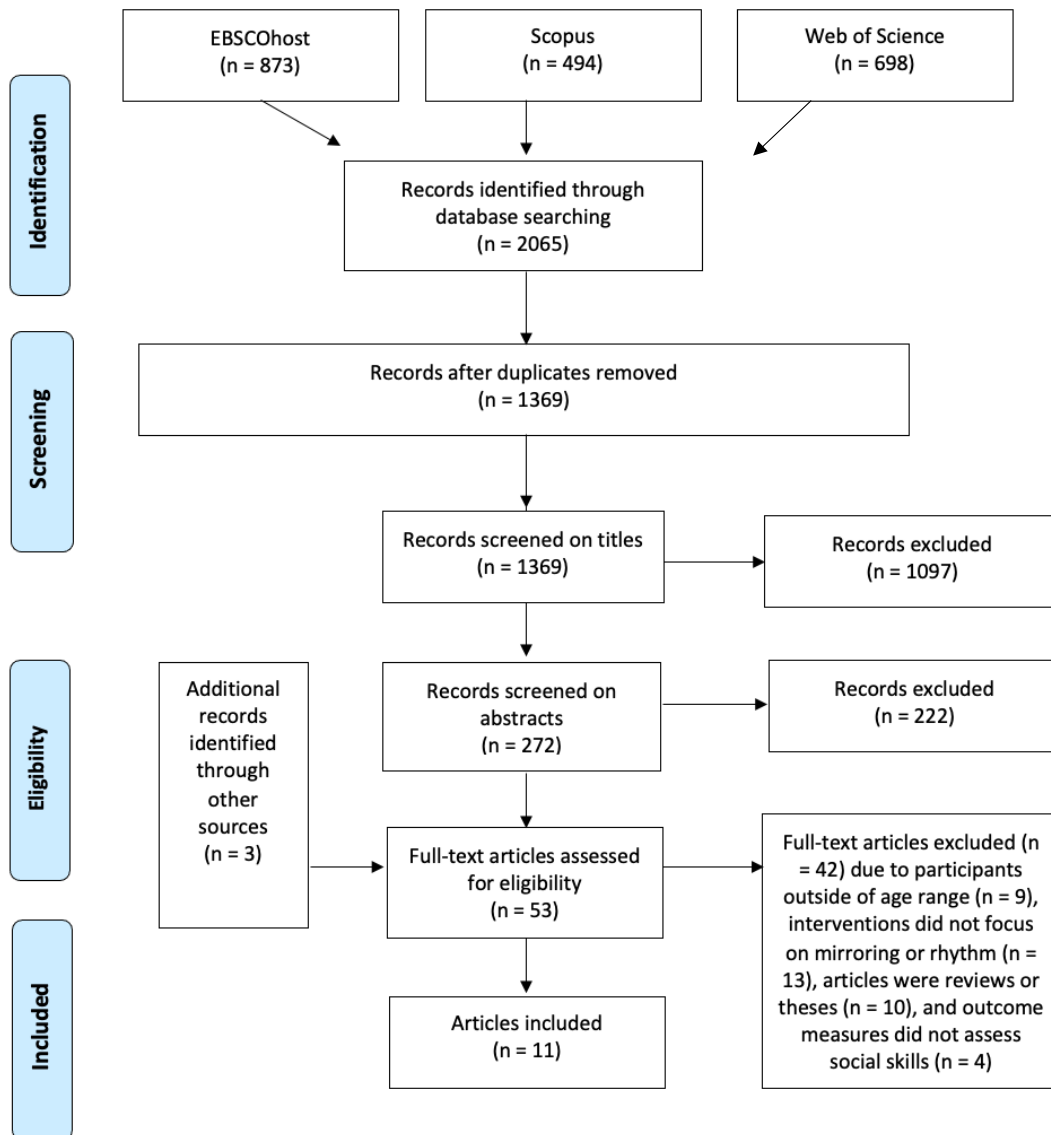 EBSCOhost
(n = 873)
Scopus
(n = 494)
Web of Science
(n = 698)
Identification
Records identified through
database searching
(n = 2065)
Screening
Records after duplicates removed
(n = 1369)
Records screened on titles
(n = 1369)
Records excluded
(n = 1097)
Eligibility
Additional
records
identified
through
other
sources
(n = 3)
Records screened on
abstracts
(n = 272)
Records excluded
(n = 222)
Full-text articles assessed
for eligibility
(n = 53)
Full-text articles excluded (n
= 42) due to participants
outside of age range (n = 9),
interventions did not focus
on mirroring or rhythm (n =
13), articles were reviews or
theses (n = 10), and outcome
measures did not assess
social skills (n = 4)
Included
Articles included
(n = 11)